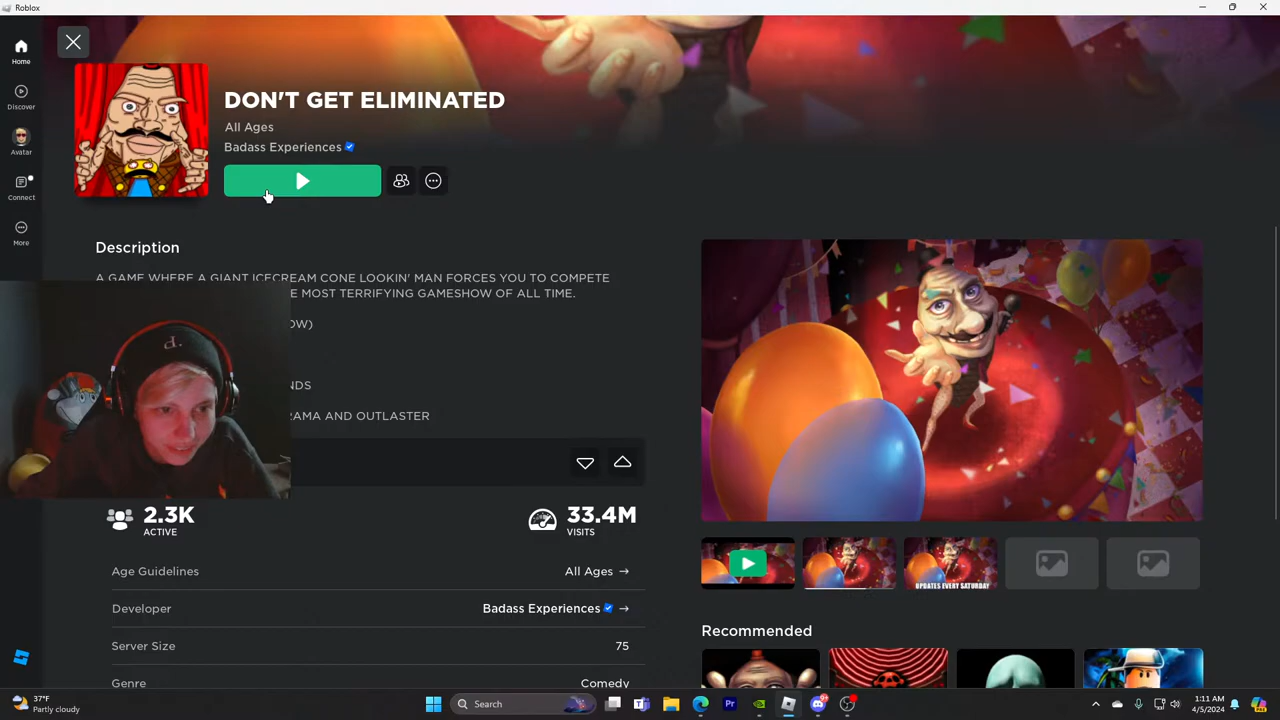 Roblox
Home
Discover
Avatar
Connect
More
DON'T GET ELIMINATED
All Ages
Badass Experiences
Description
A GAME WHERE A GIANT ICECREAM CONE LOOKIN' MAN FORCES YOU TO COMPETE
E MOST TERRIFYING GAMESHOW OF ALL TIME.
OW)
NDS
RAMA AND OUTLASTER
d.
2.3K
ACTIVE
33.4M
VISITS
Age Guidelines
All Ages →
Developer
Badass Experiences →
Server Size
75
Genre
Comedy
UPDATES EVERY SATURDAY
Recommended
37°F
Partly cloudy
Search
Pr
1:11 AM
4/5/2024